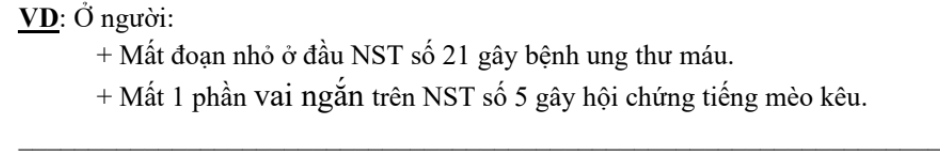 VD: Ở người:
+ Mất đoạn nhỏ ở đầu NST số 21 gây bệnh ung thư máu.
+ Mất 1 phần vai ngắn trên NST số 5 gây hội chứng tiếng mèo kêu.